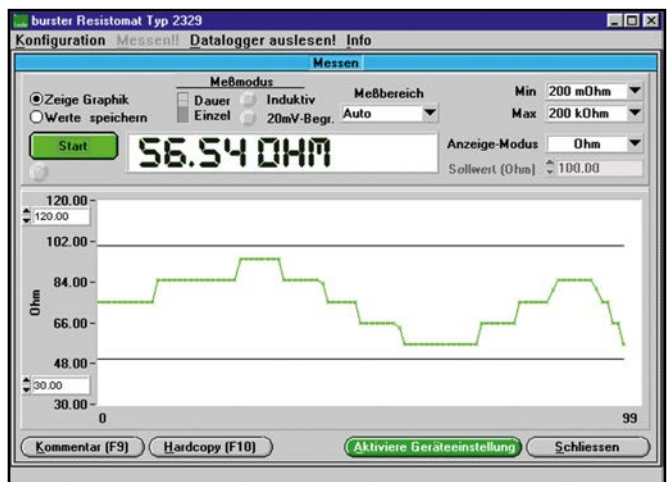 burster Resistomat Typ 2329
Konfiguration Messen!! Datalogger auslesen! Info
Messen
Zeige Graphik
Werte speichern
Meßmodus
Dauer
Einzel
Induktiv
20mV-Begr.
Meßbereich
Auto
Min 200 mOhm
Max 200 kOhm
Start
56.54 OHM
Anzeige-Modus Ohm
Sollwert (Ohm) 100.00
120.00
120.00
102.00
84.00
Ohm
66.00
48.00
30.00
30.00
0 99
Kommentar (F9) Hardcopy (F10) Aktiviere Geräteeinstellung Schliessen